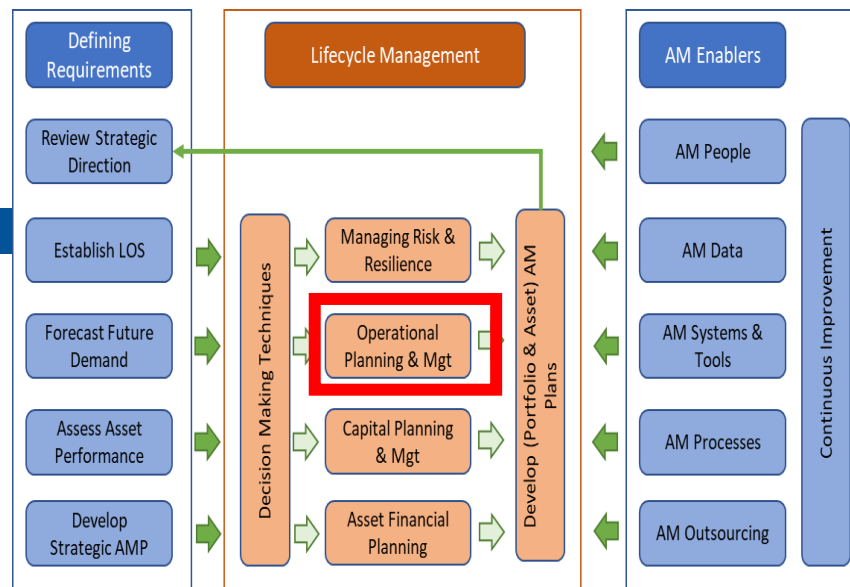 Defining
Requirements
Review Strategic
Direction
Establish LOS
Forecast Future
Demand
Assess Asset
Performance
Develop
Strategic AMP
Lifecycle Management
Decision Making Techniques
Managing Risk &
Resilience
Operational
Planning & Mgt
Capital Planning
& Mgt
Asset Financial
Planning
Develop (Portfolio & Asset) AM
Plans
AM Enablers
AM People
AM Data
AM Systems &
Tools
AM Processes
AM Outsourcing
Continuous Improvement